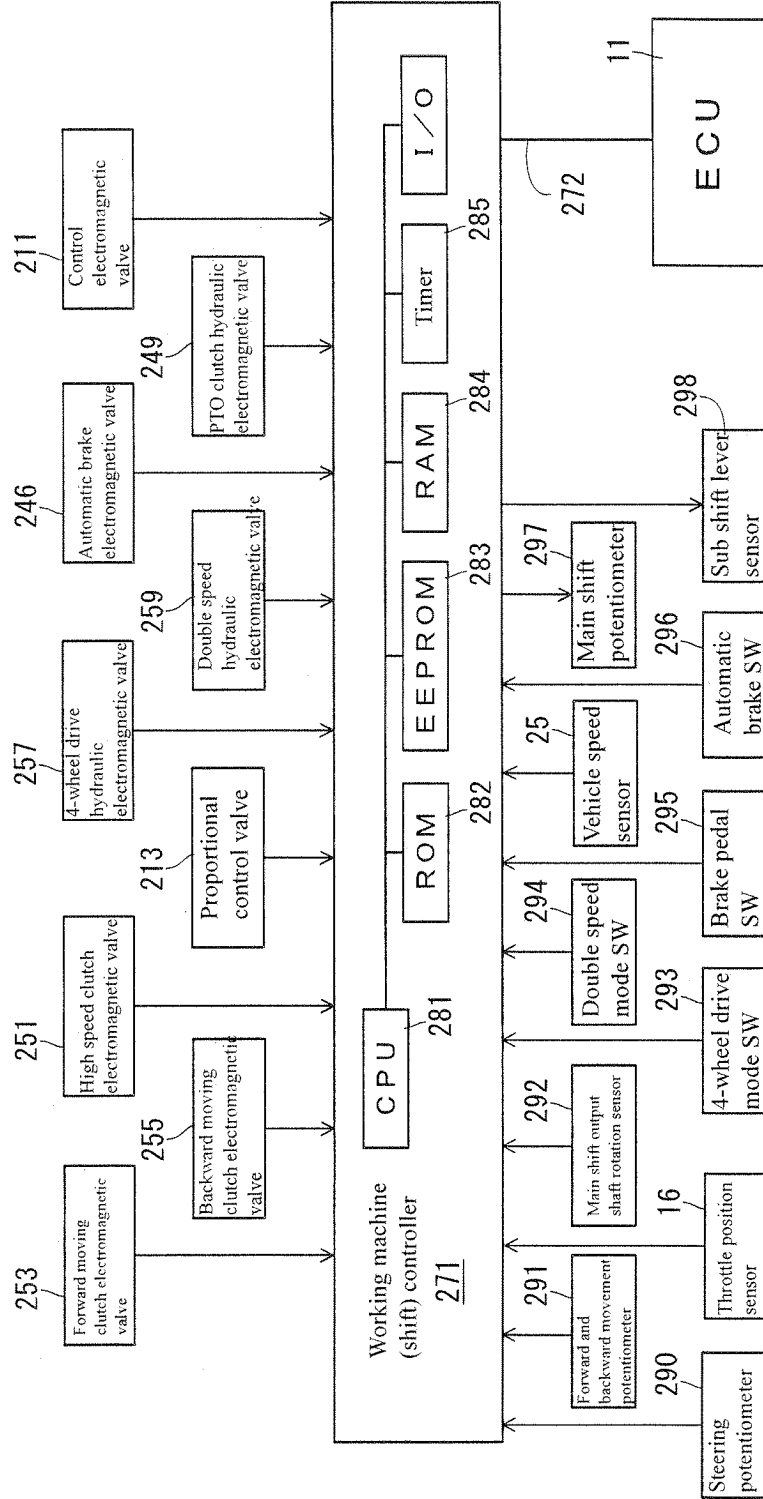 253
Forward moving
clutch electromagnetic
valve
251
High speed clutch
electromagnetic valve
257
4-wheel drive
hydraulic
electromagnetic valve
246
Automatic brake
electromagnetic valve
211
Control
electromagnetic
valve
255
Backward moving
clutch electromagnetic
valve
213
Proportional
control valve
259
Double speed
hydraulic
electromagnetic valve
249
PTO clutch hydraulic
electromagnetic valve
Working machine
(shift) controller
271
CPU
281
ROM
282
EEPROM
283
RAM
284
Timer
285
I/O
291
Forward and
backward movement
potentiometer
292
Main shift output
shaft rotation sensor
294
Double speed
mode SW
25
Vehicle speed
sensor
297
Main shift
potentiometer
272
290
Steering
potentiometer
16
Throttle position
sensor
293
4-wheel drive
mode SW
295
Brake pedal
SW
296
Automatic
brake SW
298
Sub shift lever
sensor
11
ECU